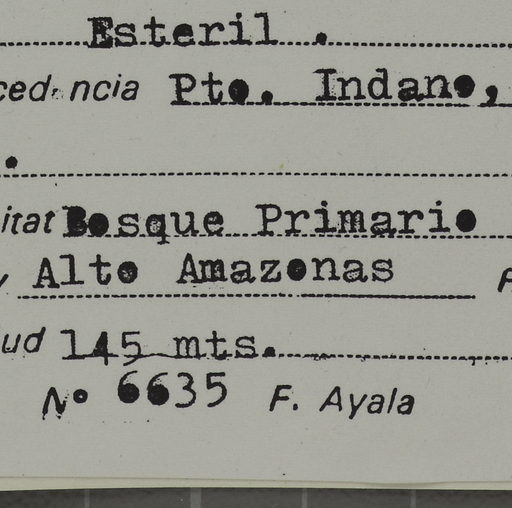 Esteril .
cedencia Pto. Indano,
.
itat Bosque Primario
Alto Amazonas
ud 145 mts.
Nº 6635 F. Ayala